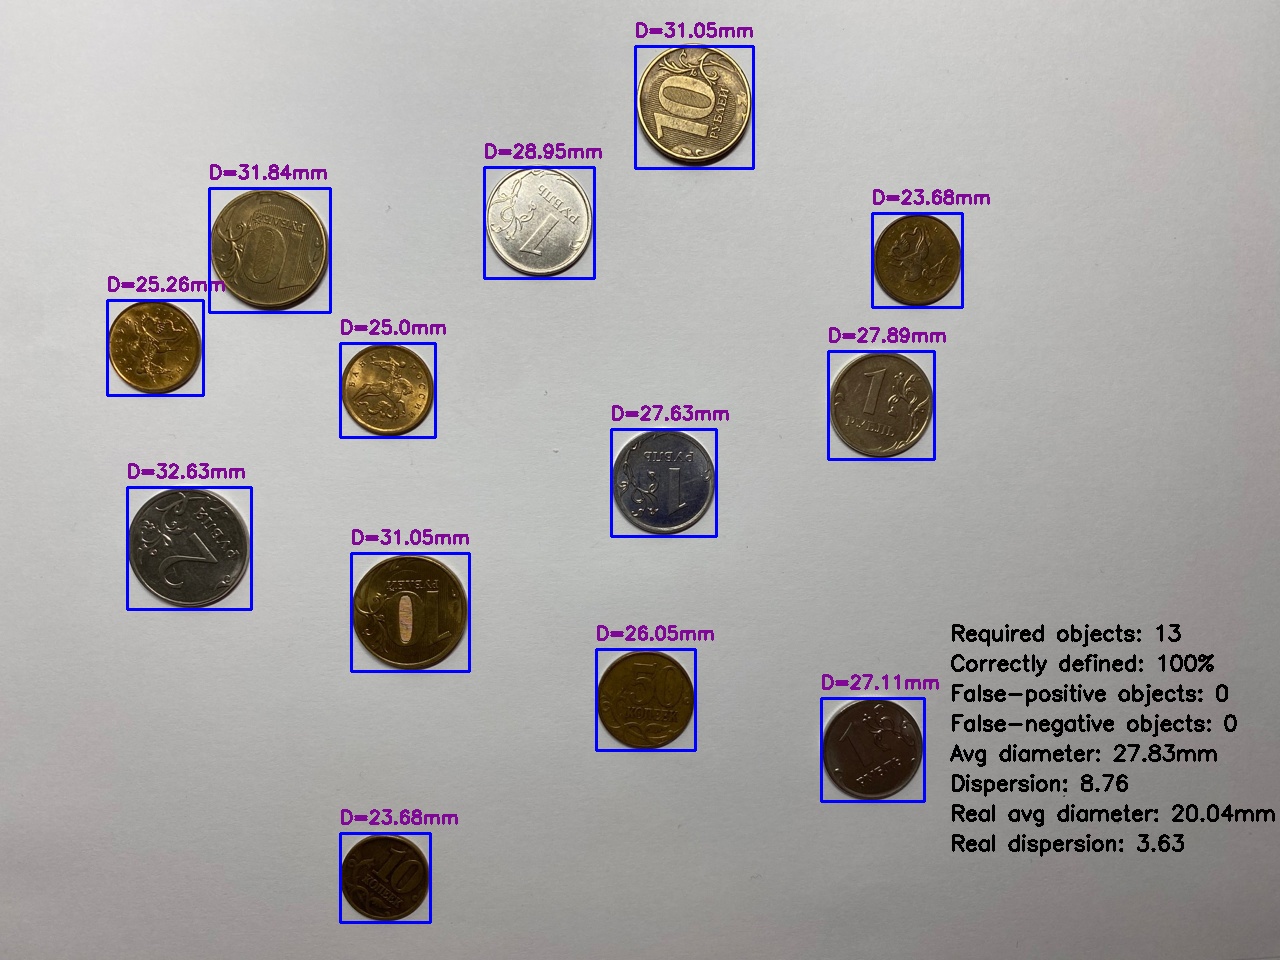 D=31.05mm
10
РУБЛЕЙ
D=28.95mm
1
РУБЛЬ
D=31.84mm
10
РУБЛЕЙ
D=23.68mm
D=25.26mm
D=25.0mm
D=27.89mm
1
РУБЛЬ
D=27.63mm
1
РУБЛЬ
D=32.63mm
2
РУБЛЯ
D=31.05mm
10
РУБЛЕЙ
D=26.05mm
50
КОПЕЕК
D=27.11mm
1
РУБЛЬ
D=23.68mm
10
КОПЕЕК
Required objects: 13
Correctly defined: 100%
False-positive objects: 0
False-negative objects: 0
Avg diameter: 27.83mm
Dispersion: 8.76
Real avg diameter: 20.04mm
Real dispersion: 3.63